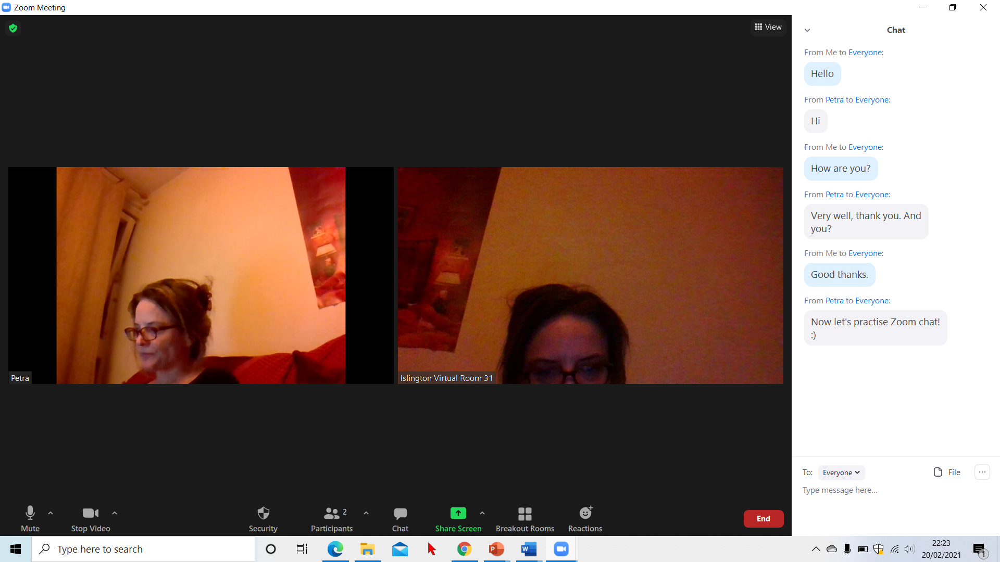 Zoom Meeting
View
Chat
From Me to Everyone:
Hello
From Petra to Everyone:
Hi
From Me to Everyone:
How are you?
From Petra to Everyone:
Very well, thank you. And
you?
From Me to Everyone:
Good thanks.
From Petra to Everyone:
Now let's practise Zoom chat!
:)
Petra
Islington Virtual Room 31
To: Everyone
File
Type message here...
Mute
Stop Video
Security
Participants 2
Chat
Share Screen
Breakout Rooms
Reactions
End
Type here to search
22:23
20/02/2021
1